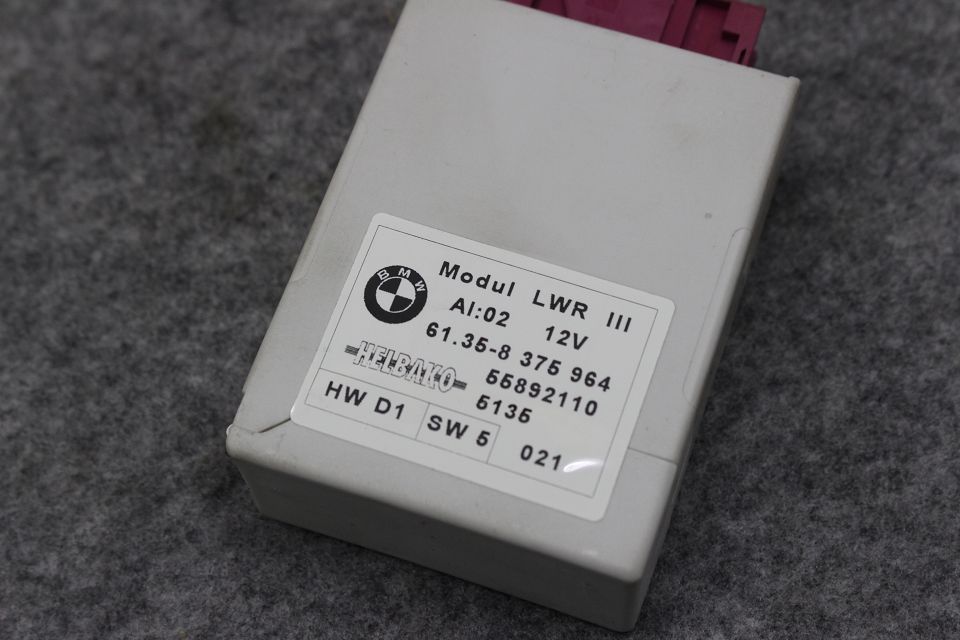 BMW
Modul LWR III
AI:02 12V
61.35-8 375 964
HELBAKO 55892110
5135
HW D1 SW 5 021